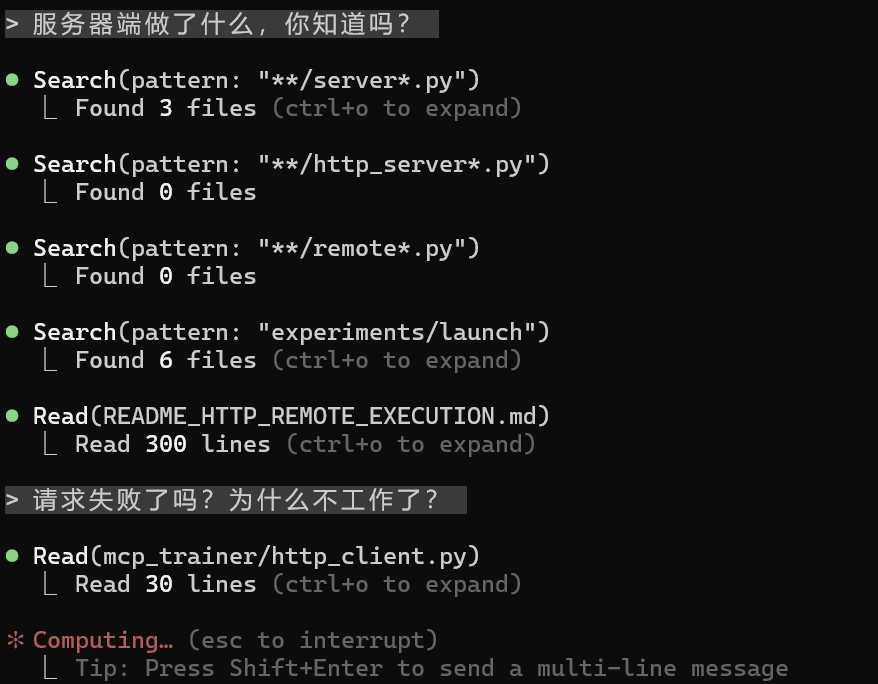 > 服务器端做了什么，你知道吗？
● Search(pattern: "**/server*.py")
⎿ Found 3 files (ctrl+o to expand)
● Search(pattern: "**/http_server*.py")
⎿ Found 0 files
● Search(pattern: "**/remote*.py")
⎿ Found 0 files
● Search(pattern: "experiments/launch")
⎿ Found 6 files (ctrl+o to expand)
● Read(README_HTTP_REMOTE_EXECUTION.md)
⎿ Read 300 lines (ctrl+o to expand)
> 请求失败了吗？为什么不工作了？
● Read(mcp_trainer/http_client.py)
⎿ Read 30 lines (ctrl+o to expand)
✻ Computing… (esc to interrupt)
⎿ Tip: Press Shift+Enter to send a multi-line message